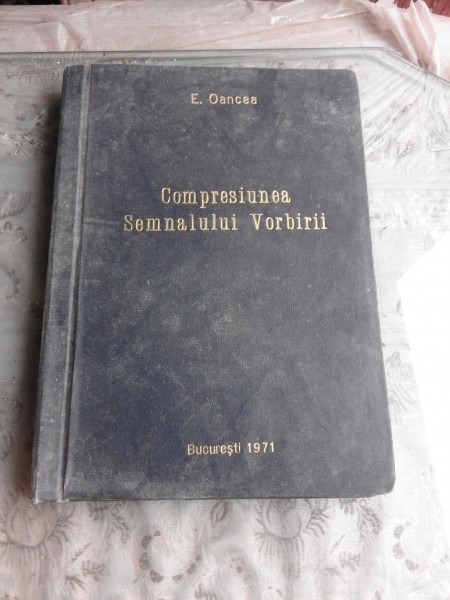 E. Oancea
Compresiunea
Semnalului Vorbirii
București 1971